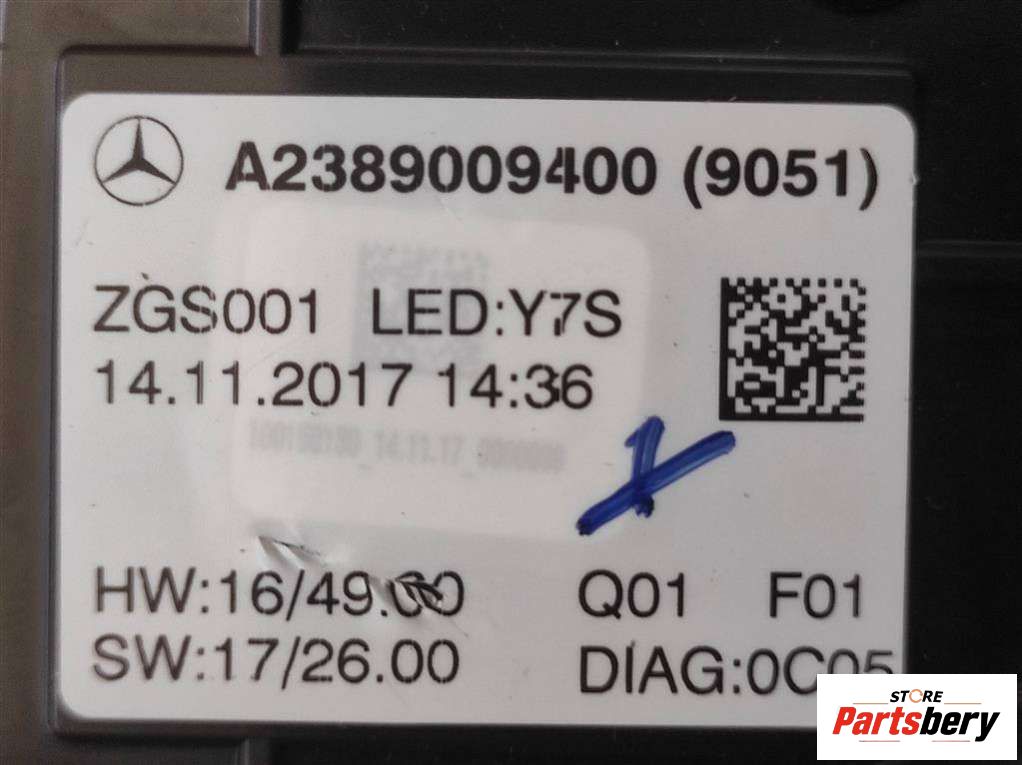 A2389009400 (9051)
ZGS001 LED:Y7S
14.11.2017 14:36
HW:16/49.00 Q01 F01
SW:17/26.00 DIAG:0C05
STORE
Partsbery